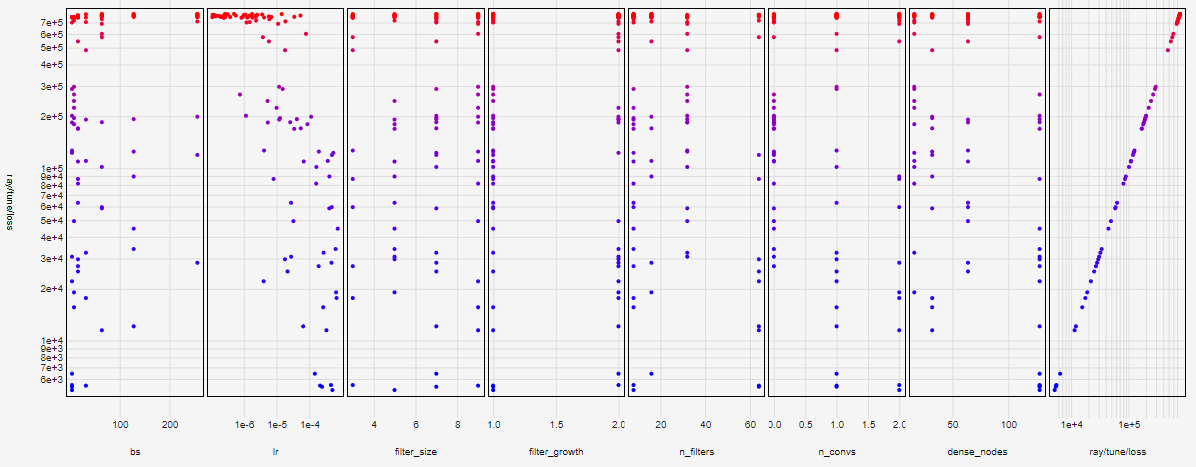 ray/tune/loss
7e+5
6e+5
5e+5
4e+5
3e+5
2e+5
1e+5
9e+4
8e+4
7e+4
6e+4
5e+4
4e+4
3e+4
2e+4
1e+4
9e+3
8e+3
7e+3
6e+3
100 200 1e-6 1e-5 1e-4 4 6 8 1.0 1.5 2.0 20 40 60 0.0 0.5 1.0 1.5 2.0 50 100 1e+4 1e+5
bs lr filter_size filter_growth n_filters n_convs dense_nodes ray/tune/loss